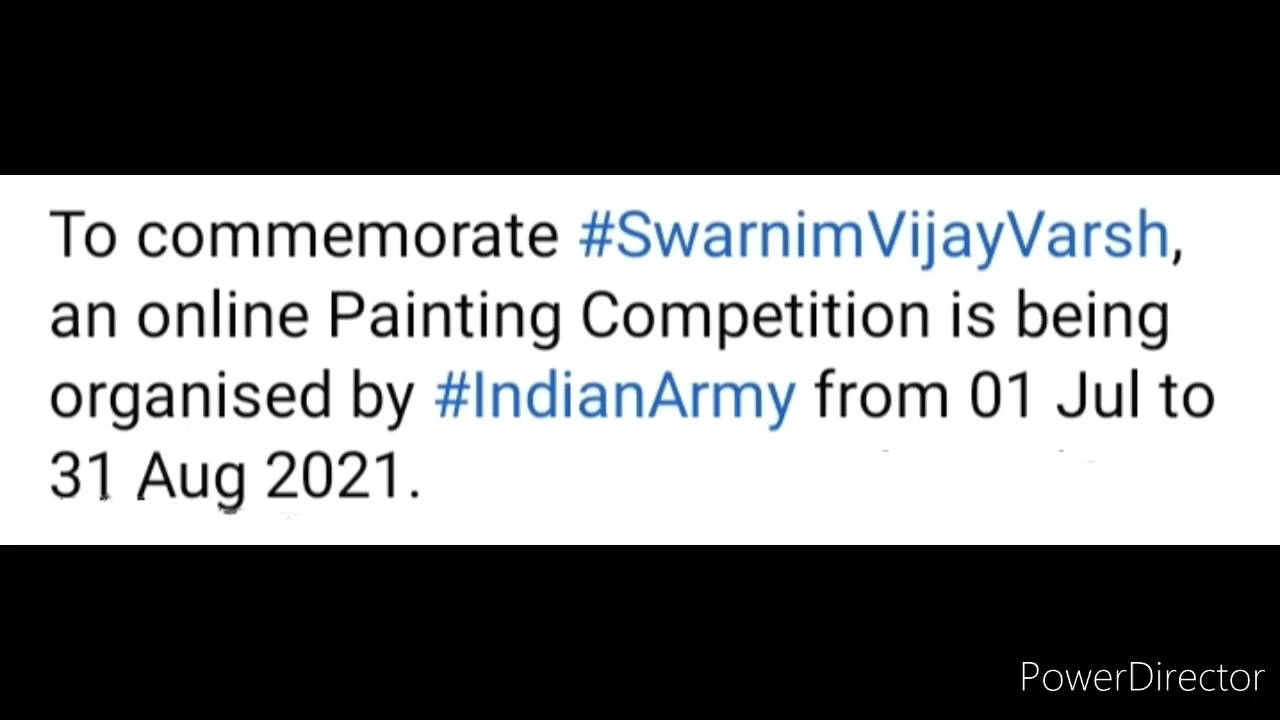 To commemorate #SwarnimVijayVarsh,
an online Painting Competition is being
organised by #IndianArmy from 01 Jul to
31 Aug 2021.
PowerDirector